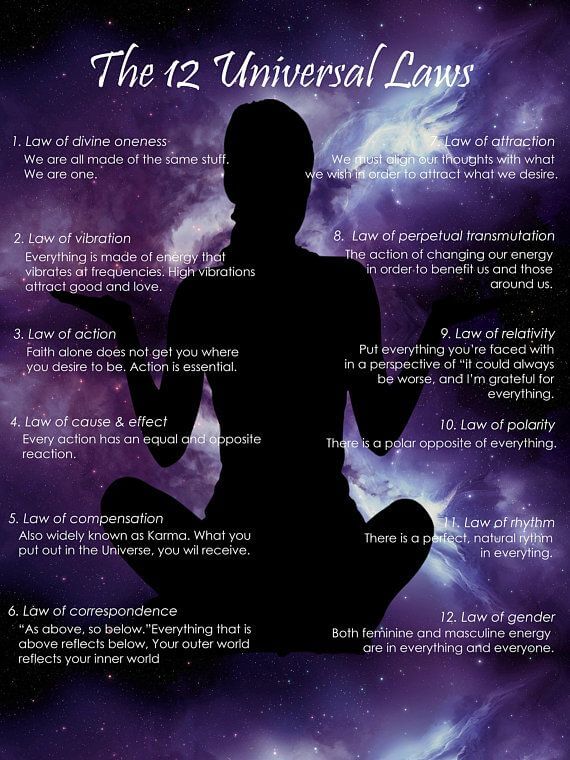 The 12 Universal Laws
1. Law of divine oneness
We are all made of the same stuff.
We are one.
2. Law of vibration
Everything is made of energy that
vibrates at frequencies. High vibrations
attract good and love.
3. Law of action
Faith alone does not get you where
you desire to be. Action is essential.
4. Law of cause & effect
Every action has an equal and opposite
reaction.
5. Law of compensation
Also widely known as Karma. What you
put out in the Universe, you wil receive.
6. Law of correspondence
“As above, so below.”Everything that is
above reflects below, Your outer world
reflects your inner world
7. Law of attraction
We must align our thoughts with what
we wish in order to attract what we desire.
8. Law of perpetual transmutation
The action of changing our energy
in order to benefit us and those
around us.
9. Law of relativity
Put everything you’re faced with
in a perspective of “it could always
be worse, and I’m grateful for
everything.
10. Law of polarity
There is a polar opposite of everything.
11. Law of rhythm
There is a perfect, natural rythm
in everyting.
12. Law of gender
Both feminine and masculine energy
are in everything and everyone.